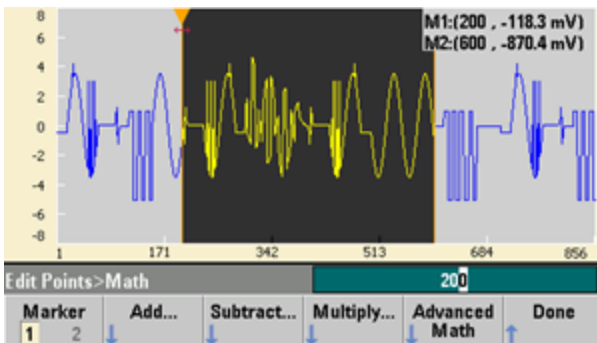 M1:(200 , -118.3 mV)
M2:(600 , -870.4 mV)
8
6
4
2
0
-2
-4
-6
-8
1 171 342 513 684 856
Edit Points>Math 200
Marker Add... Subtract... Multiply... Advanced Math Done
1 2